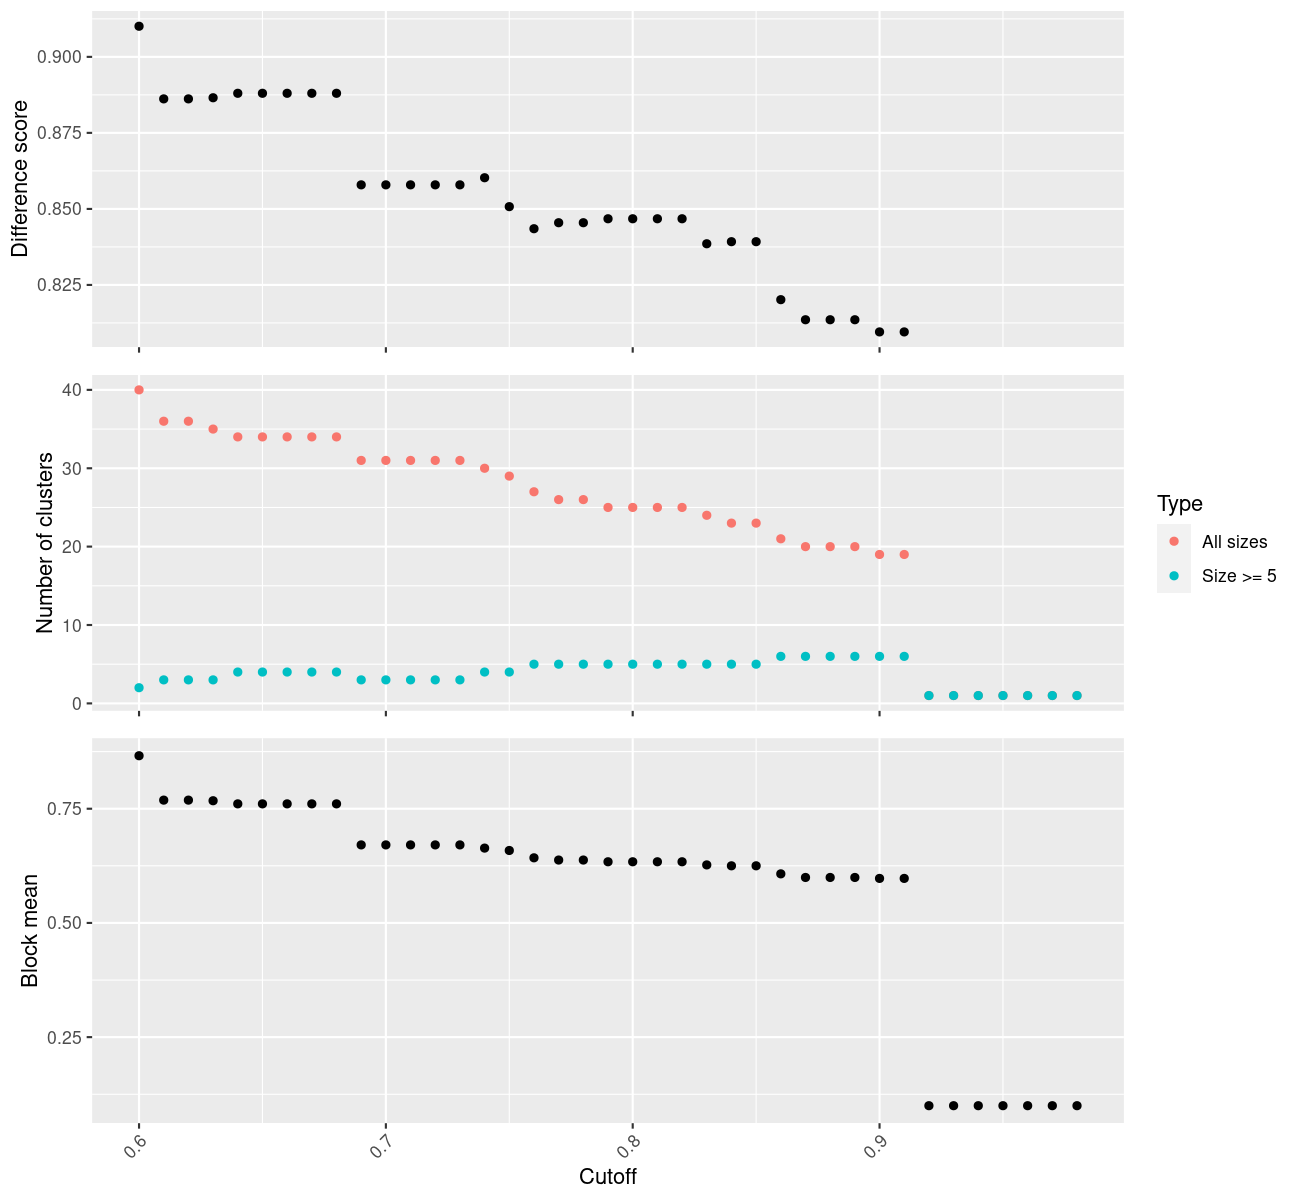 Difference score
0.900
0.875
0.850
0.825
Number of clusters
40
30
20
10
0
Type
All sizes
Size >= 5
Block mean
0.75
0.50
0.25
0.6
0.7
0.8
0.9
Cutoff